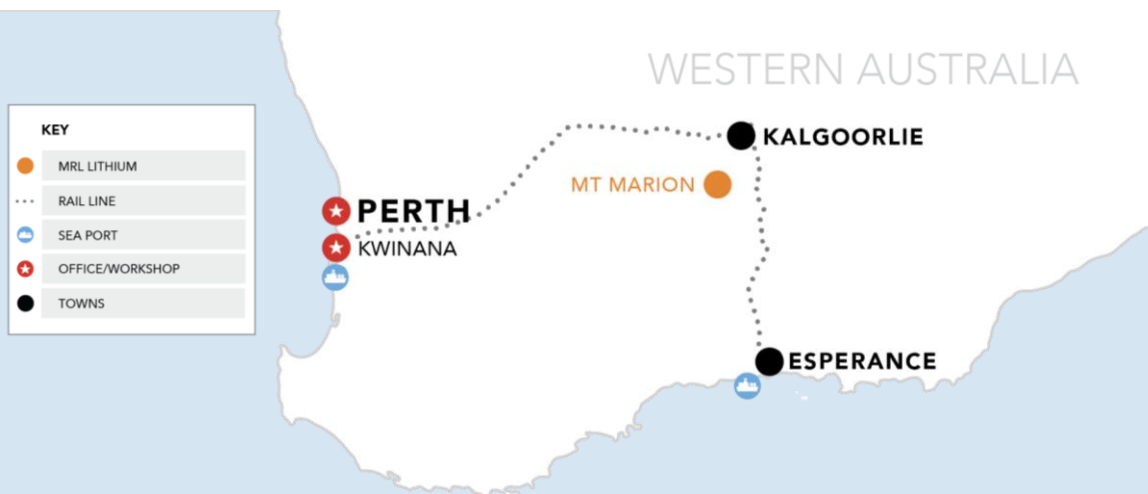 WESTERN AUSTRALIA
KEY
MRL LITHIUM
RAIL LINE
SEA PORT
OFFICE/WORKSHOP
TOWNS
KALGOORLIE
MT MARION
PERTH
KWINANA
ESPERANCE